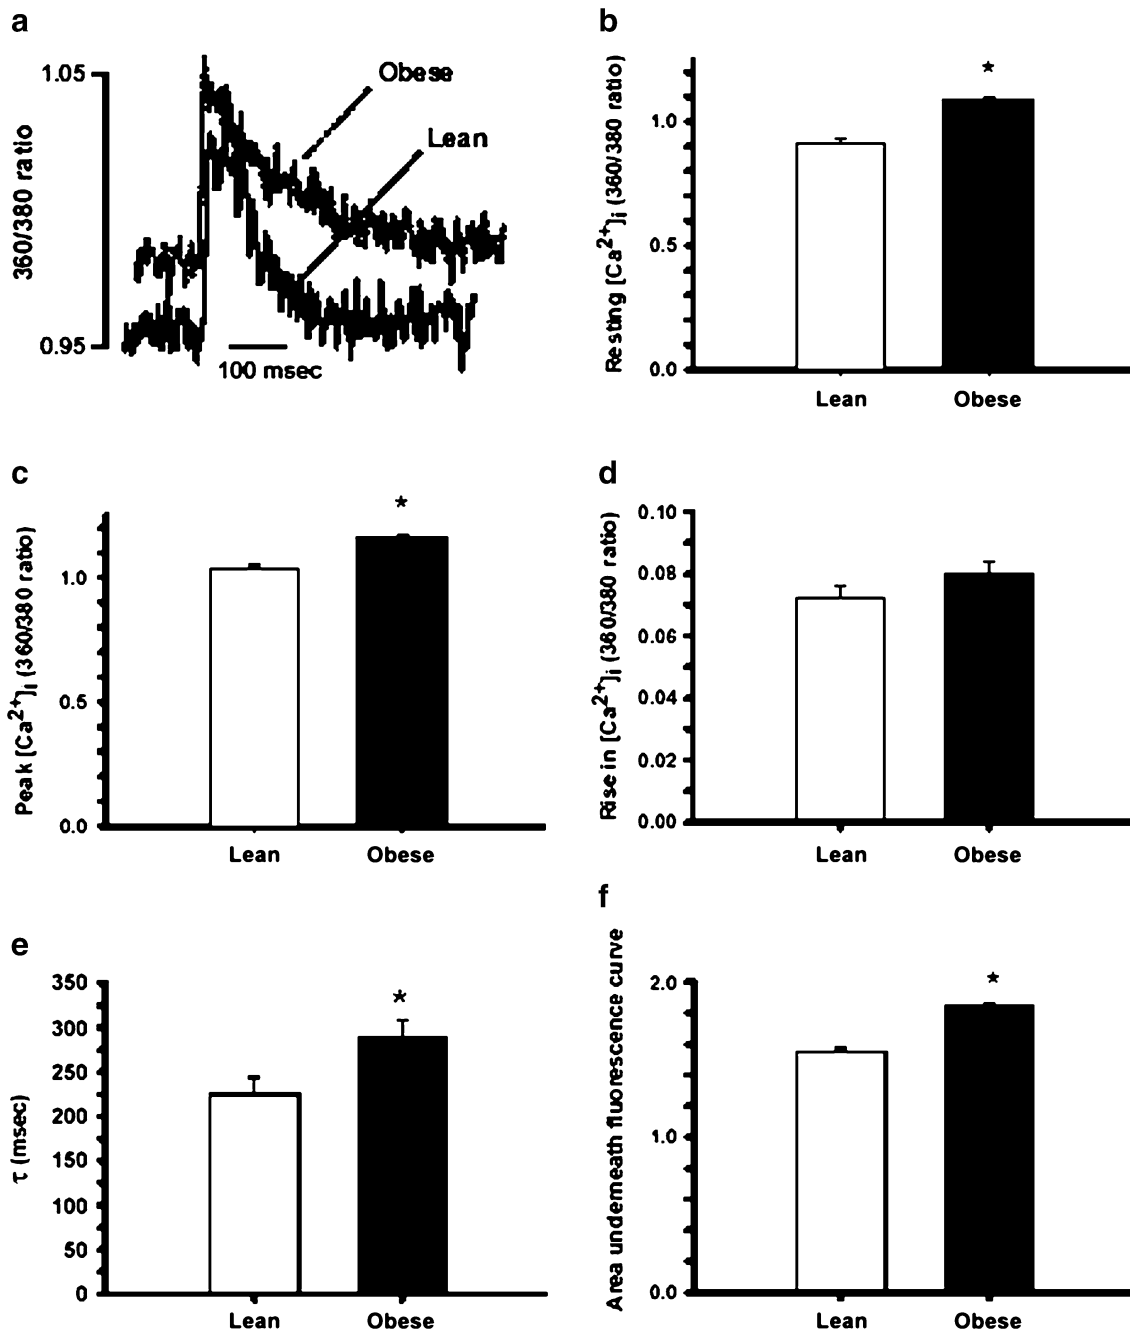 a
1.05
Obese
Lean
360/380 ratio
0.95
100 msec
b
*
Resting [Ca2+]i (360/380 ratio)
1.0
0.5
0.0
Lean Obese
c
*
Peak [Ca2+]i (360/380 ratio)
1.0
0.5
0.0
Lean Obese
d
Rise in [Ca2+]i (360/380 ratio)
0.10
0.08
0.06
0.04
0.02
0.00
Lean Obese
e
*
τ (msec)
350
300
250
200
150
100
50
0
Lean Obese
f
*
Area underneath fluorescence curve
2.0
1.0
0.0
Lean Obese